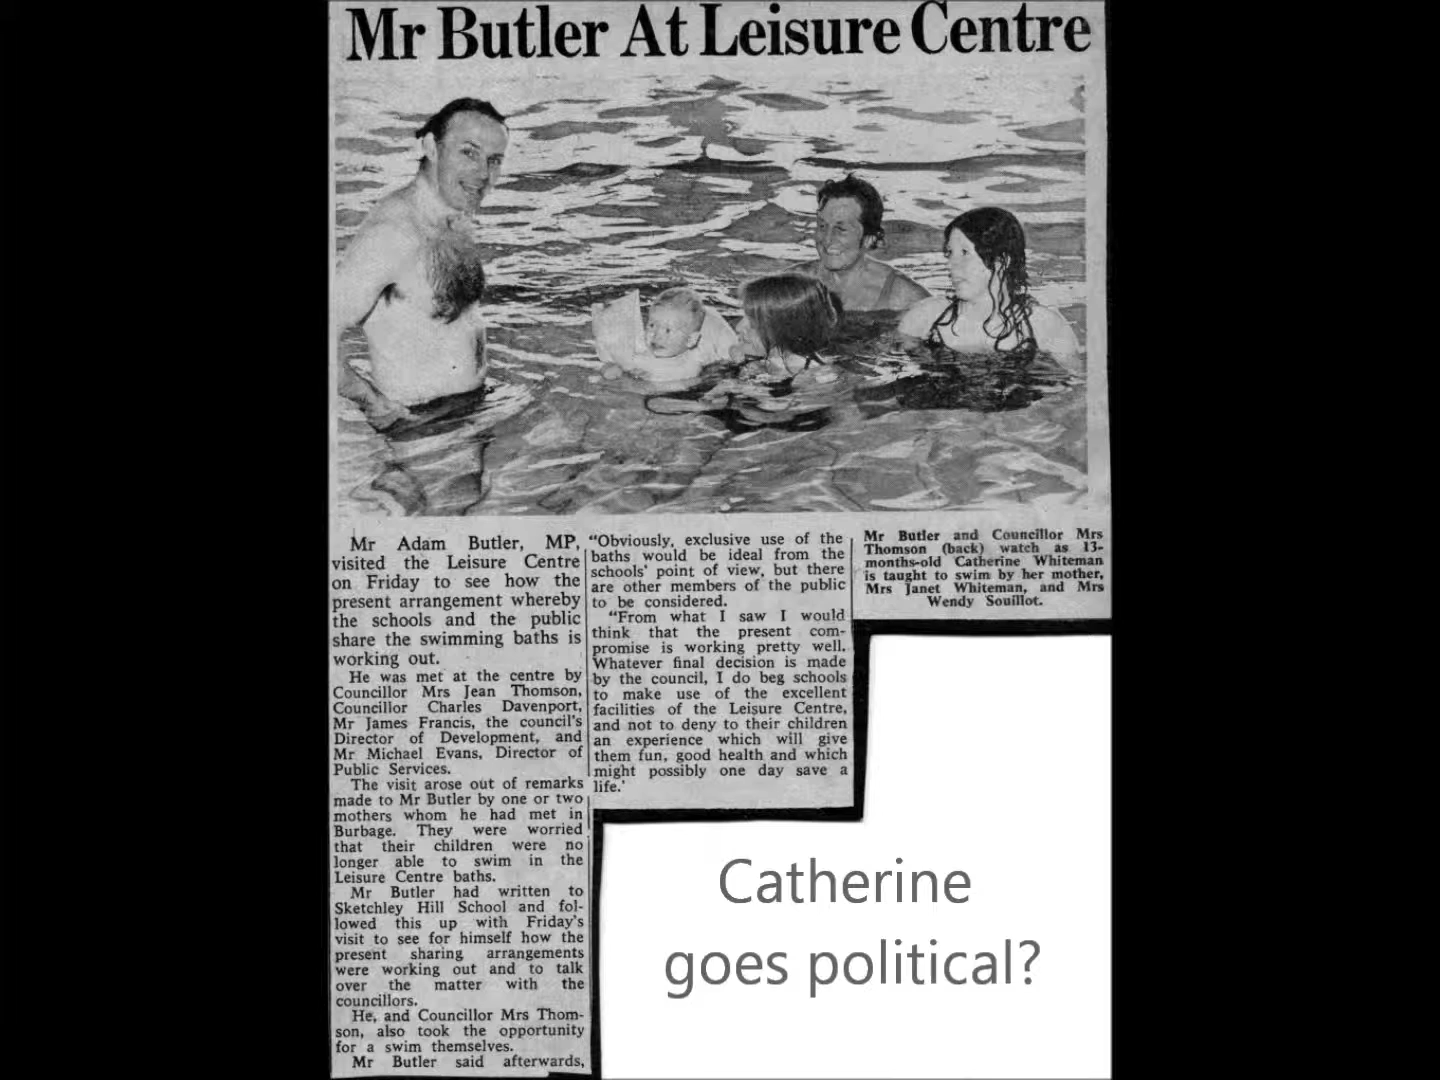 Mr Butler At Leisure Centre
Mr Adam Butler, MP,
visited the Leisure Centre
on Friday to see how the
present arrangement whereby
the schools and the public
share the swimming baths is
working out.
He was met at the centre by
Councillor Mrs Jean Thomson,
Councillor Charles Davenport,
Mr James Francis, the council's
Director of Development, and
Mr Michael Evans, Director of
Public Services.
The visit arose out of remarks
made to Mr Butler by one or two
mothers whom he had met in
Burbage. They were worried
that their children were no
longer able to swim in the
Leisure Centre baths.
Mr Butler had written to
Sketchley Hill School and fol-
lowed this up with Friday's
visit to see for himself how the
present sharing arrangements
were working out and to talk
over the matter with the
councillors.
He, and Councillor Mrs Thom-
son, also took the opportunity
for a swim themselves.
Mr Butler said afterwards,
“Obviously, exclusive use of the
baths would be ideal from the
schools' point of view, but there
are other members of the public
to be considered.
“From what I saw I would
think that the present com-
promise is working pretty well.
Whatever final decision is made
by the council, I do beg schools
to make use of the excellent
facilities of the Leisure Centre,
and not to deny to their children
an experience which will give
them fun, good health and which
might possibly one day save a
life.'
Mr Butler and Councillor Mrs
Thomson (back) watch as 13-
months-old Catherine Whiteman
is taught to swim by her mother,
Mrs Janet Whiteman, and Mrs
Wendy Souillot.
Catherine
goes political?